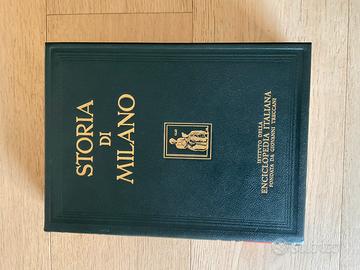 STORIA
DI
MILANO
ISTITUTO DELLA
ENCICLOPEDIA ITALIANA
FONDATA DA GIOVANNI TRECCANI